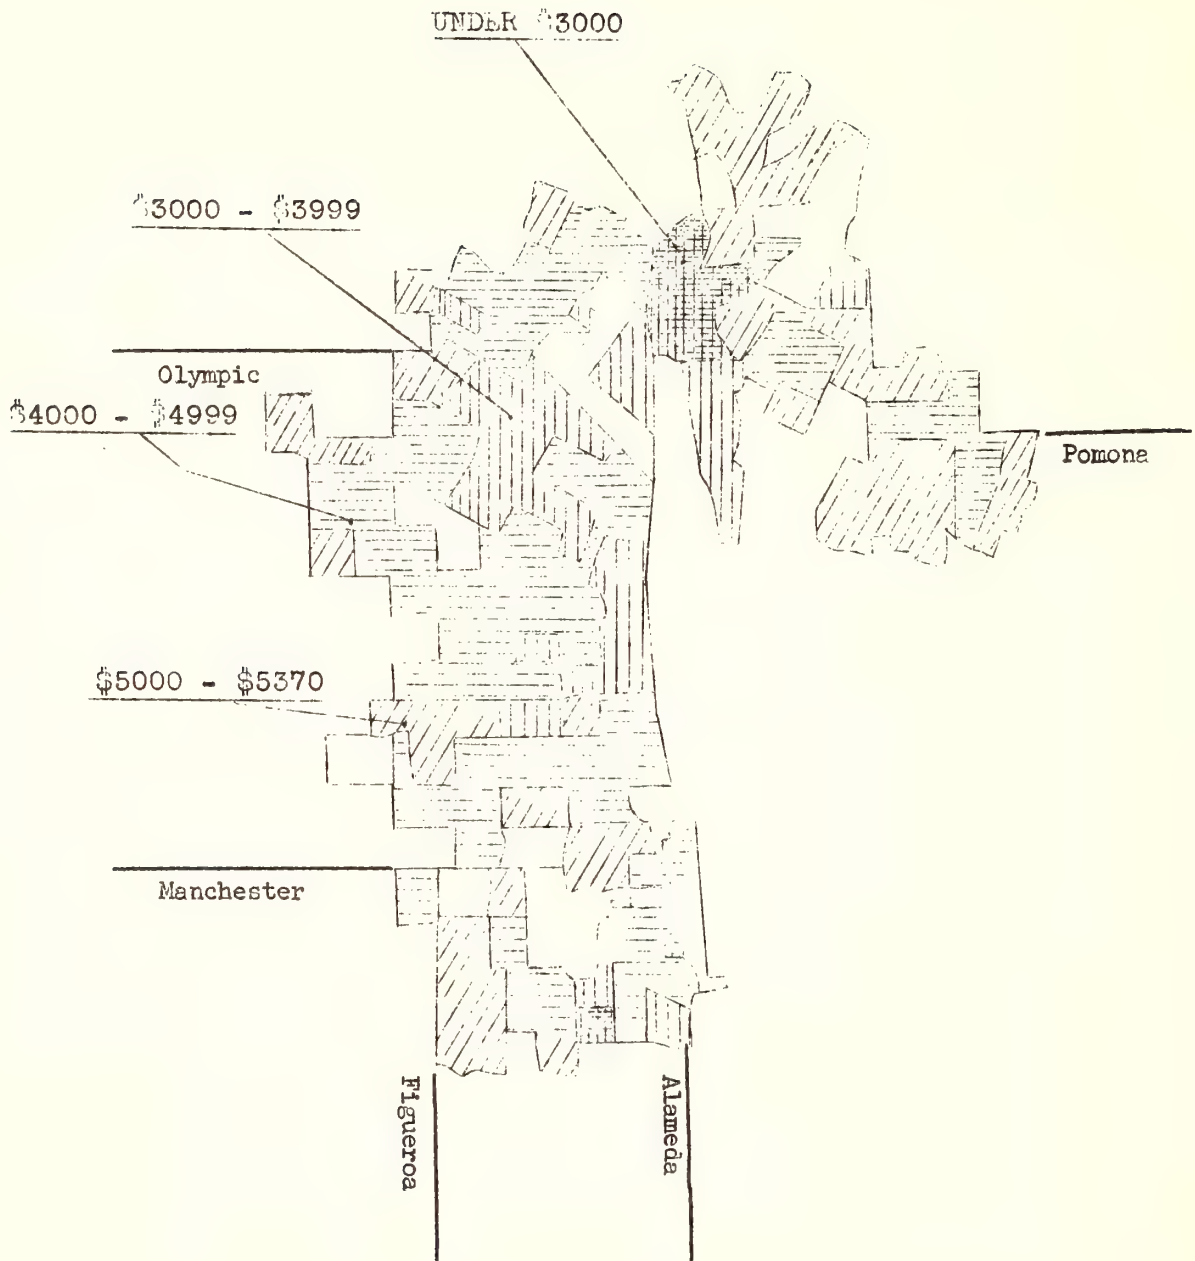 UNDER $3000
$3000 - $3999
Olympic
$4000 - $4999
Pomona
$5000 - $5370
Manchester
Figueroa
Alameda